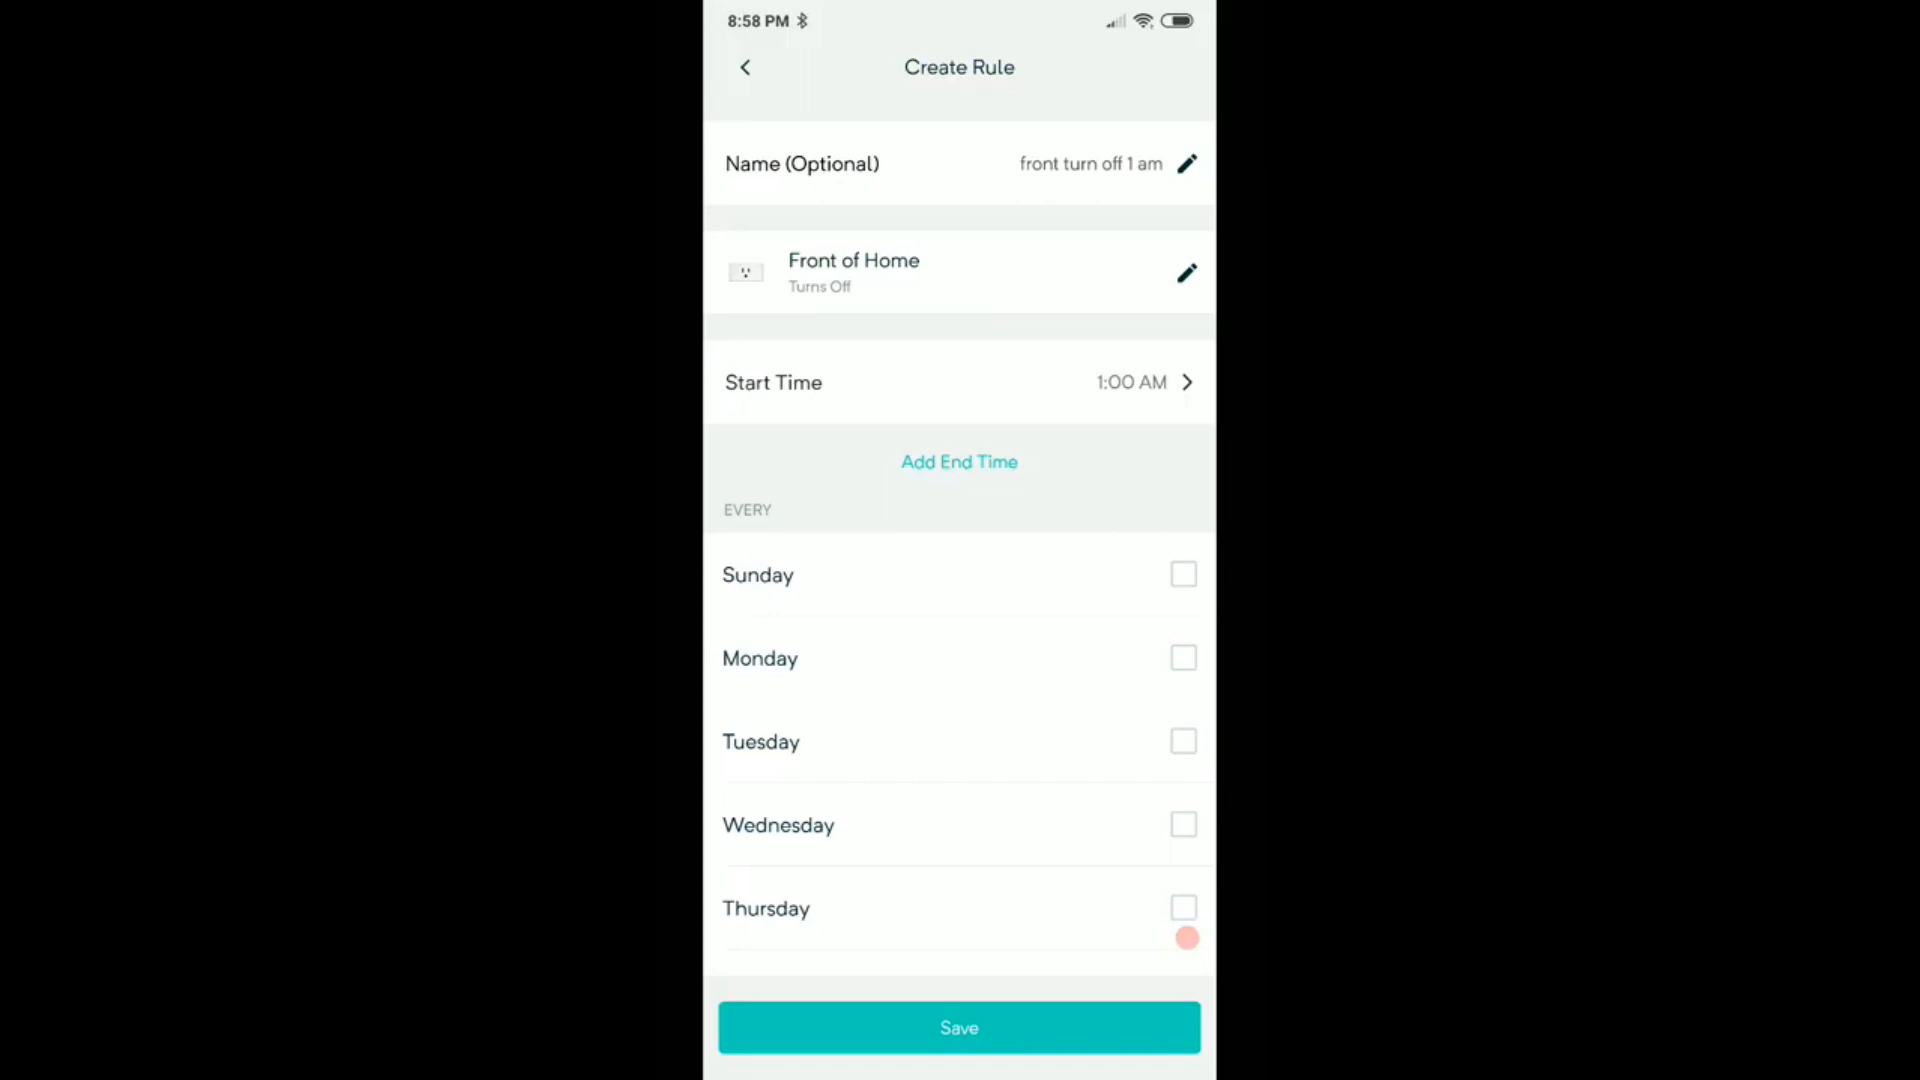 8:58 PM
Create Rule
Name (Optional)
front turn off 1 am
Front of Home
Turns Off
Start Time
1:00 AM
Add End Time
EVERY
Sunday
Monday
Tuesday
Wednesday
Thursday
Save